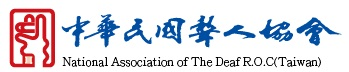 中華民國聾人協會
National Association of The Deaf R.O.C(Taiwan)